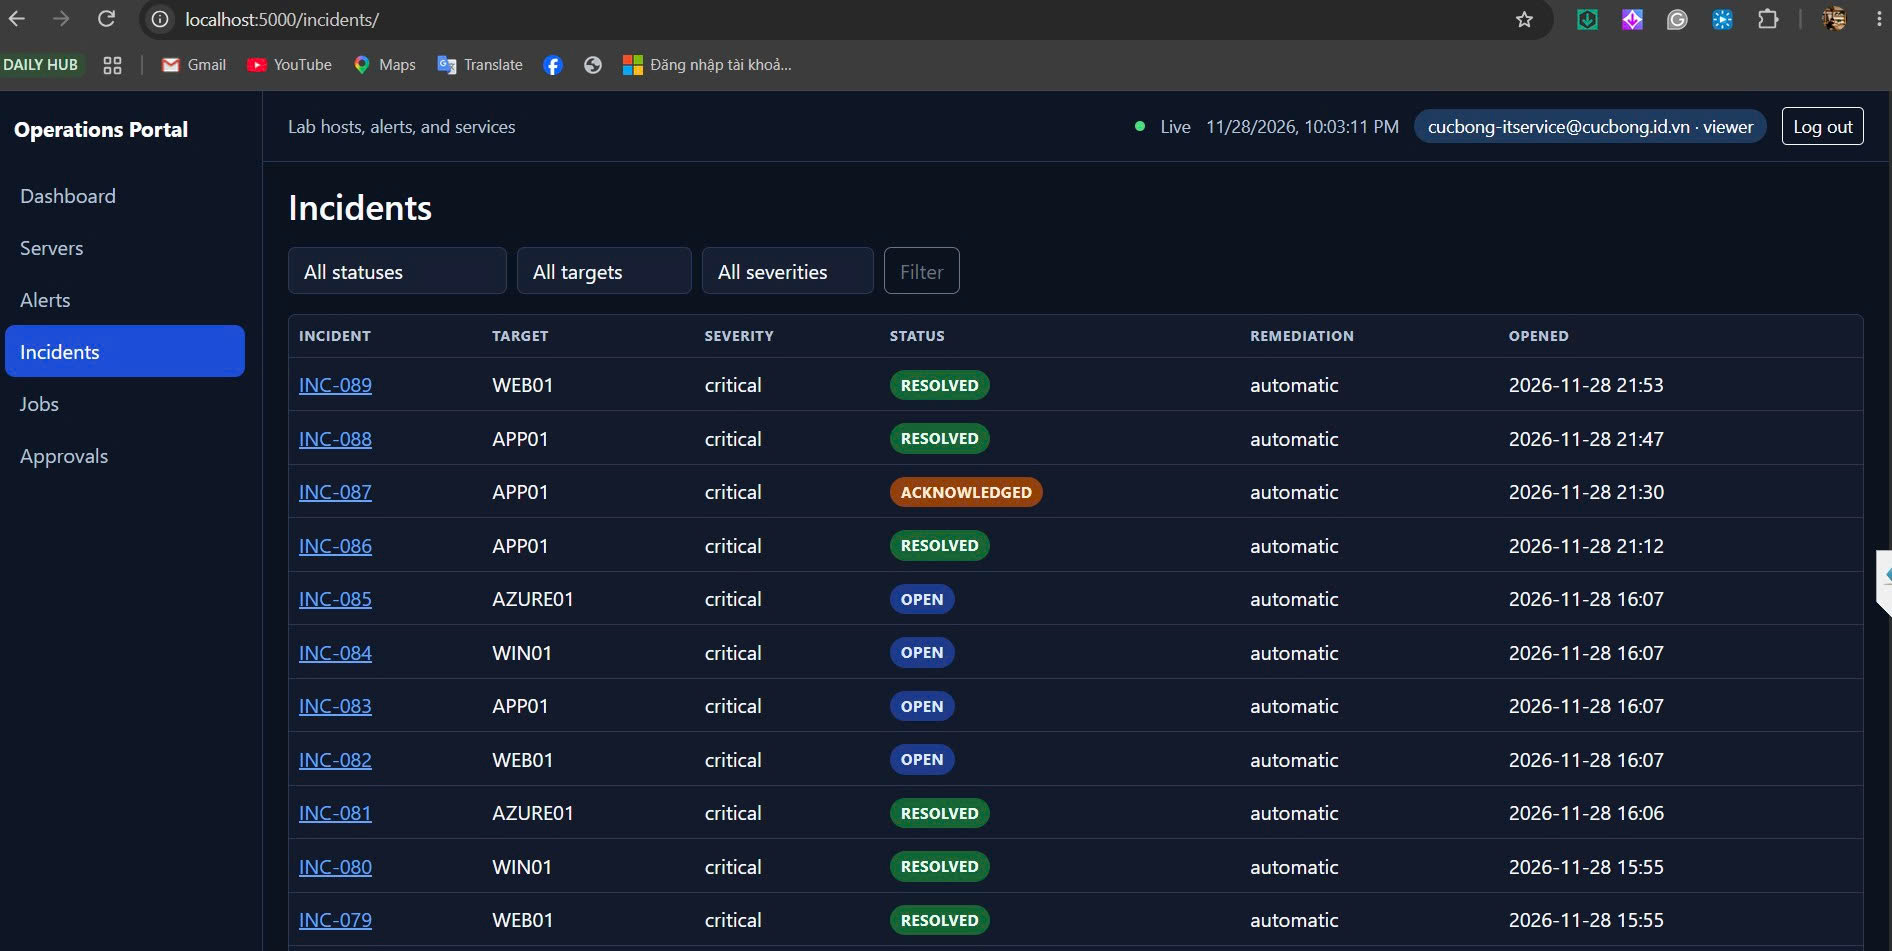 localhost:5000/incidents/
DAILY HUB Gmail YouTube Maps Translate Đăng nhập tài khoả...
Operations Portal
Lab hosts, alerts, and services Live 11/28/2026, 10:03:11 PM cucbong-itservice@cucbong.id.vn · viewer Log out
Dashboard
Servers
Alerts
Incidents
Jobs
Approvals
Incidents
All statuses All targets All severities Filter
INCIDENT TARGET SEVERITY STATUS REMEDIATION OPENED
INC-089 WEB01 critical RESOLVED automatic 2026-11-28 21:53
INC-088 APP01 critical RESOLVED automatic 2026-11-28 21:47
INC-087 APP01 critical ACKNOWLEDGED automatic 2026-11-28 21:30
INC-086 APP01 critical RESOLVED automatic 2026-11-28 21:12
INC-085 AZURE01 critical OPEN automatic 2026-11-28 16:07
INC-084 WIN01 critical OPEN automatic 2026-11-28 16:07
INC-083 APP01 critical OPEN automatic 2026-11-28 16:07
INC-082 WEB01 critical OPEN automatic 2026-11-28 16:07
INC-081 AZURE01 critical RESOLVED automatic 2026-11-28 16:06
INC-080 WIN01 critical RESOLVED automatic 2026-11-28 15:55
INC-079 WEB01 critical RESOLVED automatic 2026-11-28 15:55